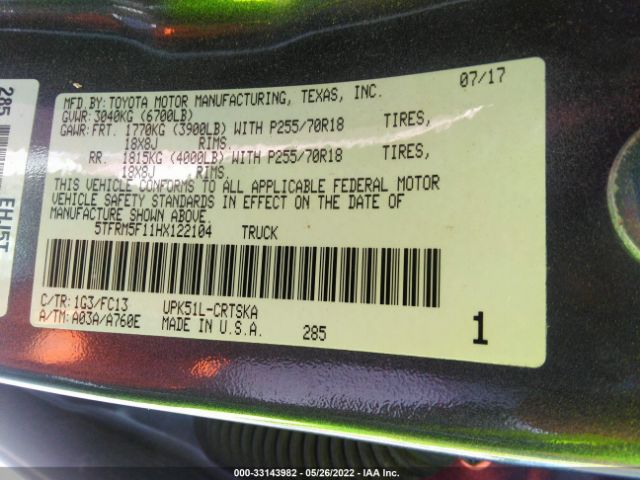 MFD.BY:TOYOTA MOTOR MANUFACTURING, TEXAS, INC. 07/17
GVWR:3040KG (6700LB)
GAWR:FRT. 1770KG (3900LB) WITH P255/70R18 TIRES,
18X8J RIMS.
RR. 1815KG (4000LB) WITH P255/70R18 TIRES,
18X8J RIMS.
THIS VEHICLE CONFORMS TO ALL APPLICABLE FEDERAL MOTOR
VEHICLE SAFETY STANDARDS IN EFFECT ON THE DATE OF
MANUFACTURE SHOWN ABOVE.
5TFRM5F11HX122104 TRUCK
C/TR:1G3/FC13 UPK51L-CRTSKA
A/TM:A03A/A760E MADE IN U.S.A. 285 1
285 EHJ5T
000-33143982 - 05/26/2022 - IAA Inc.